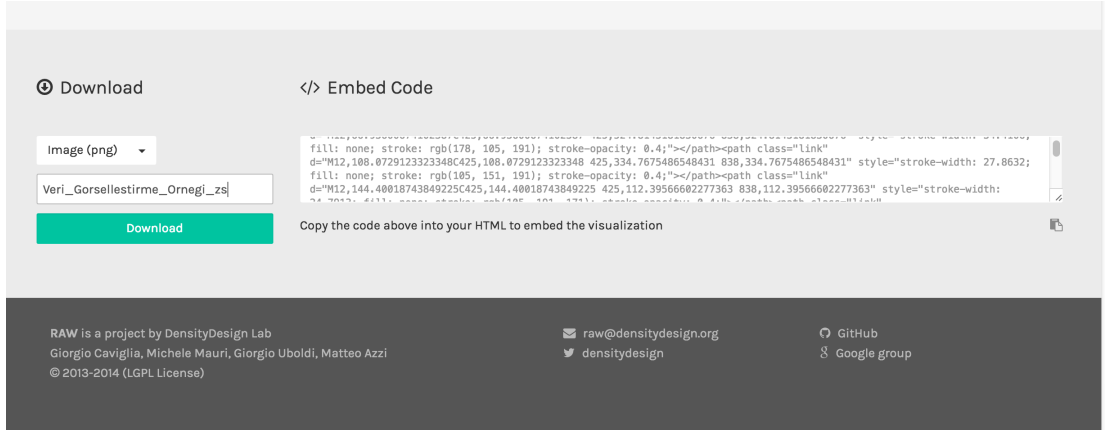 Download
</> Embed Code
Image (png)
Veri_Gorsellestirme_Ornegi_zs
Download
fill: none; stroke: rgb(178, 105, 191); stroke-opacity: 0.4;"></path><path class="link"
d="M12,108.0729123323348C425,108.0729123323348 425,334.7675486548431 838,334.7675486548431" style="stroke-width: 27.8632;
fill: none; stroke: rgb(105, 151, 191); stroke-opacity: 0.4;"></path><path class="link"
d="M12,144.40018743849225C425,144.40018743849225 425,112.39566602277363 838,112.39566602277363" style="stroke-width:
Copy the code above into your HTML to embed the visualization
RAW is a project by DensityDesign Lab
Giorgio Caviglia, Michele Mauri, Giorgio Uboldi, Matteo Azzi
© 2013-2014 (LGPL License)
raw@densitydesign.org
densitydesign
GitHub
Google group